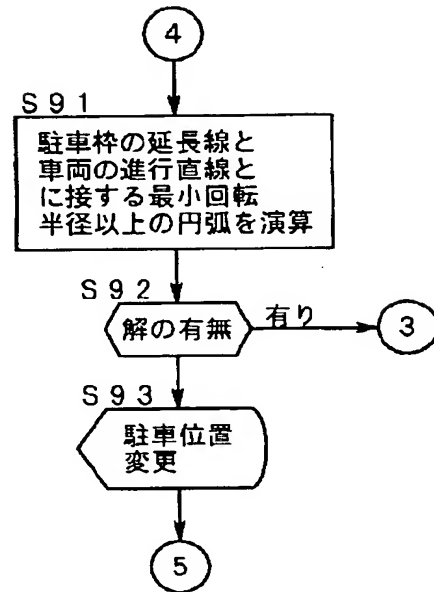 4
S91
駐車枠の延長線と
車両の進行直線と
に接する最小回転
半径以上の円弧を演算
S92
解の有無
有り
3
S93
駐車位置
変更
5